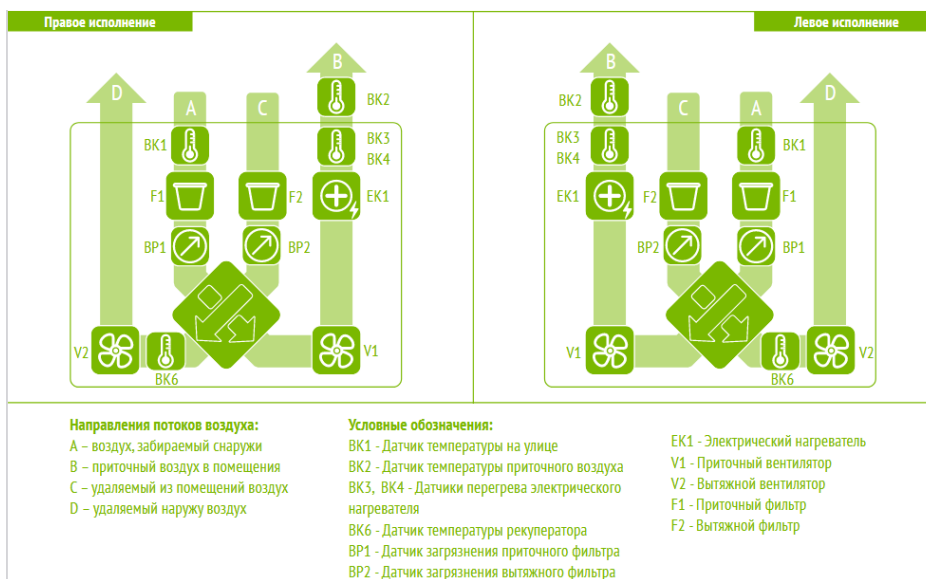 Правое исполнение
Левое исполнение
D
A
C
B
BK2
BK1
BK3
BK4
F1
F2
EK1
BP1
BP2
V2
BK6
V1
B
BK2
C
A
D
BK3
BK4
BK1
EK1
F2
F1
BP2
BP1
V1
BK6
V2
Направления потоков воздуха:
A – воздух, забираемый снаружи
B – приточный воздух в помещения
C – удаляемый из помещений воздух
D – удаляемый наружу воздух
Условные обозначения:
BK1 - Датчик температуры на улице
BK2 - Датчик температуры приточного воздуха
BK3, BK4 - Датчики перегрева электрического
нагревателя
BK6 - Датчик температуры рекуператора
BP1 - Датчик загрязнения приточного фильтра
BP2 - Датчик загрязнения вытяжного фильтра
EK1 - Электрический нагреватель
V1 - Приточный вентилятор
V2 - Вытяжной вентилятор
F1 - Приточный фильтр
F2 - Вытяжной фильтр